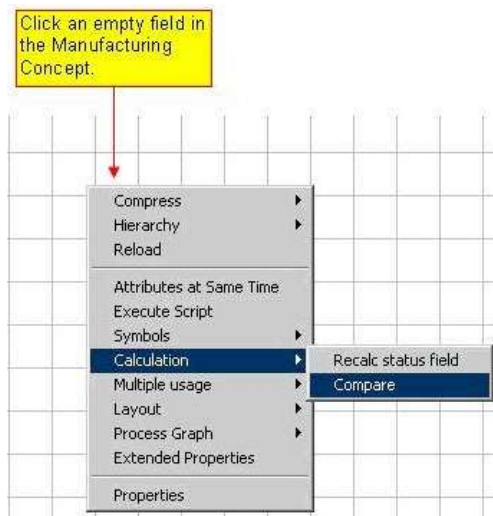 Click an empty field in
the Manufacturing
Concept.
Compress
Hierarchy
Reload
Attributes at Same Time
Execute Script
Symbols
Calculation
Recalc status field
Compare
Multiple usage
Layout
Process Graph
Extended Properties
Properties